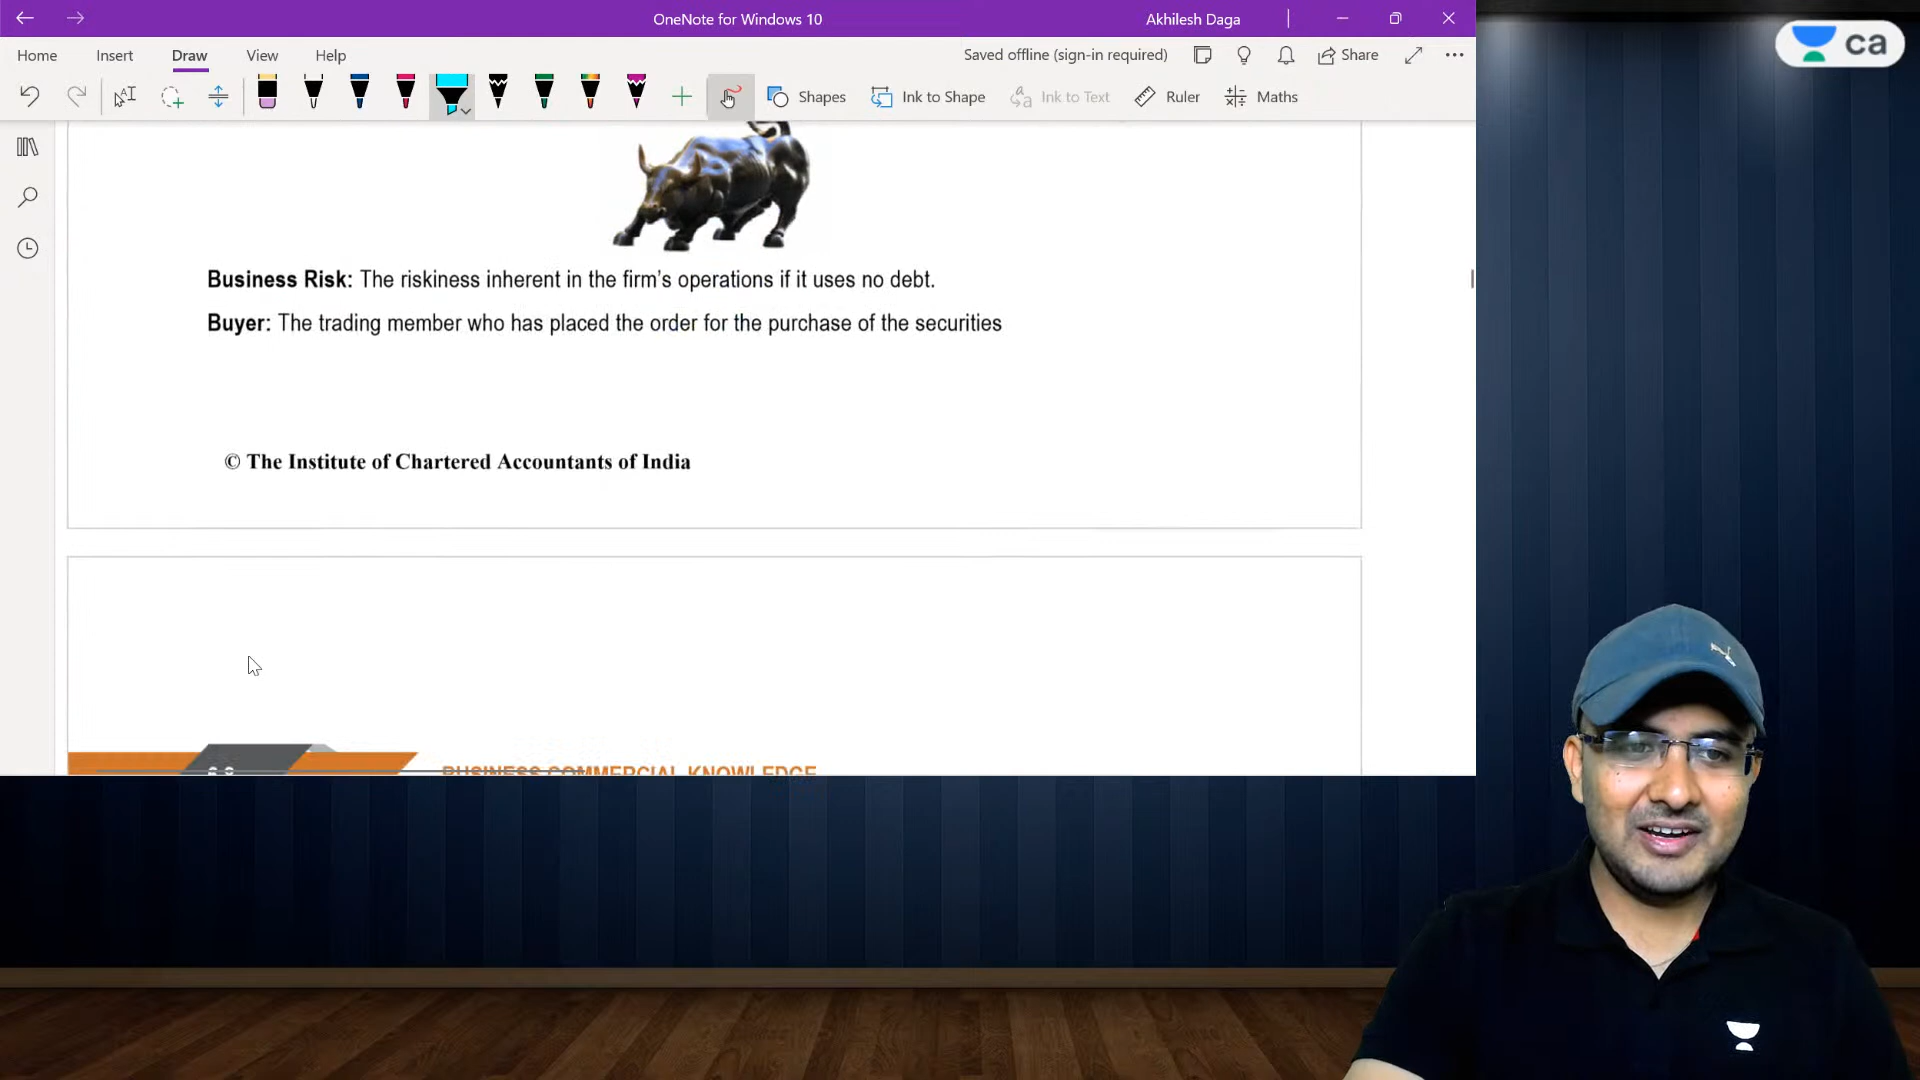 OneNote for Windows 10
Akhilesh Daga
Home
Insert
Draw
View
Help
Saved offline (sign-in required)
Share
Shapes
Ink to Shape
Ink to Text
Ruler
Maths
ca
Business Risk: The riskiness inherent in the firm's operations if it uses no debt.
Buyer: The trading member who has placed the order for the purchase of the securities
© The Institute of Chartered Accountants of India
BUSINESS COMMERCIAL KNOWLEDGE